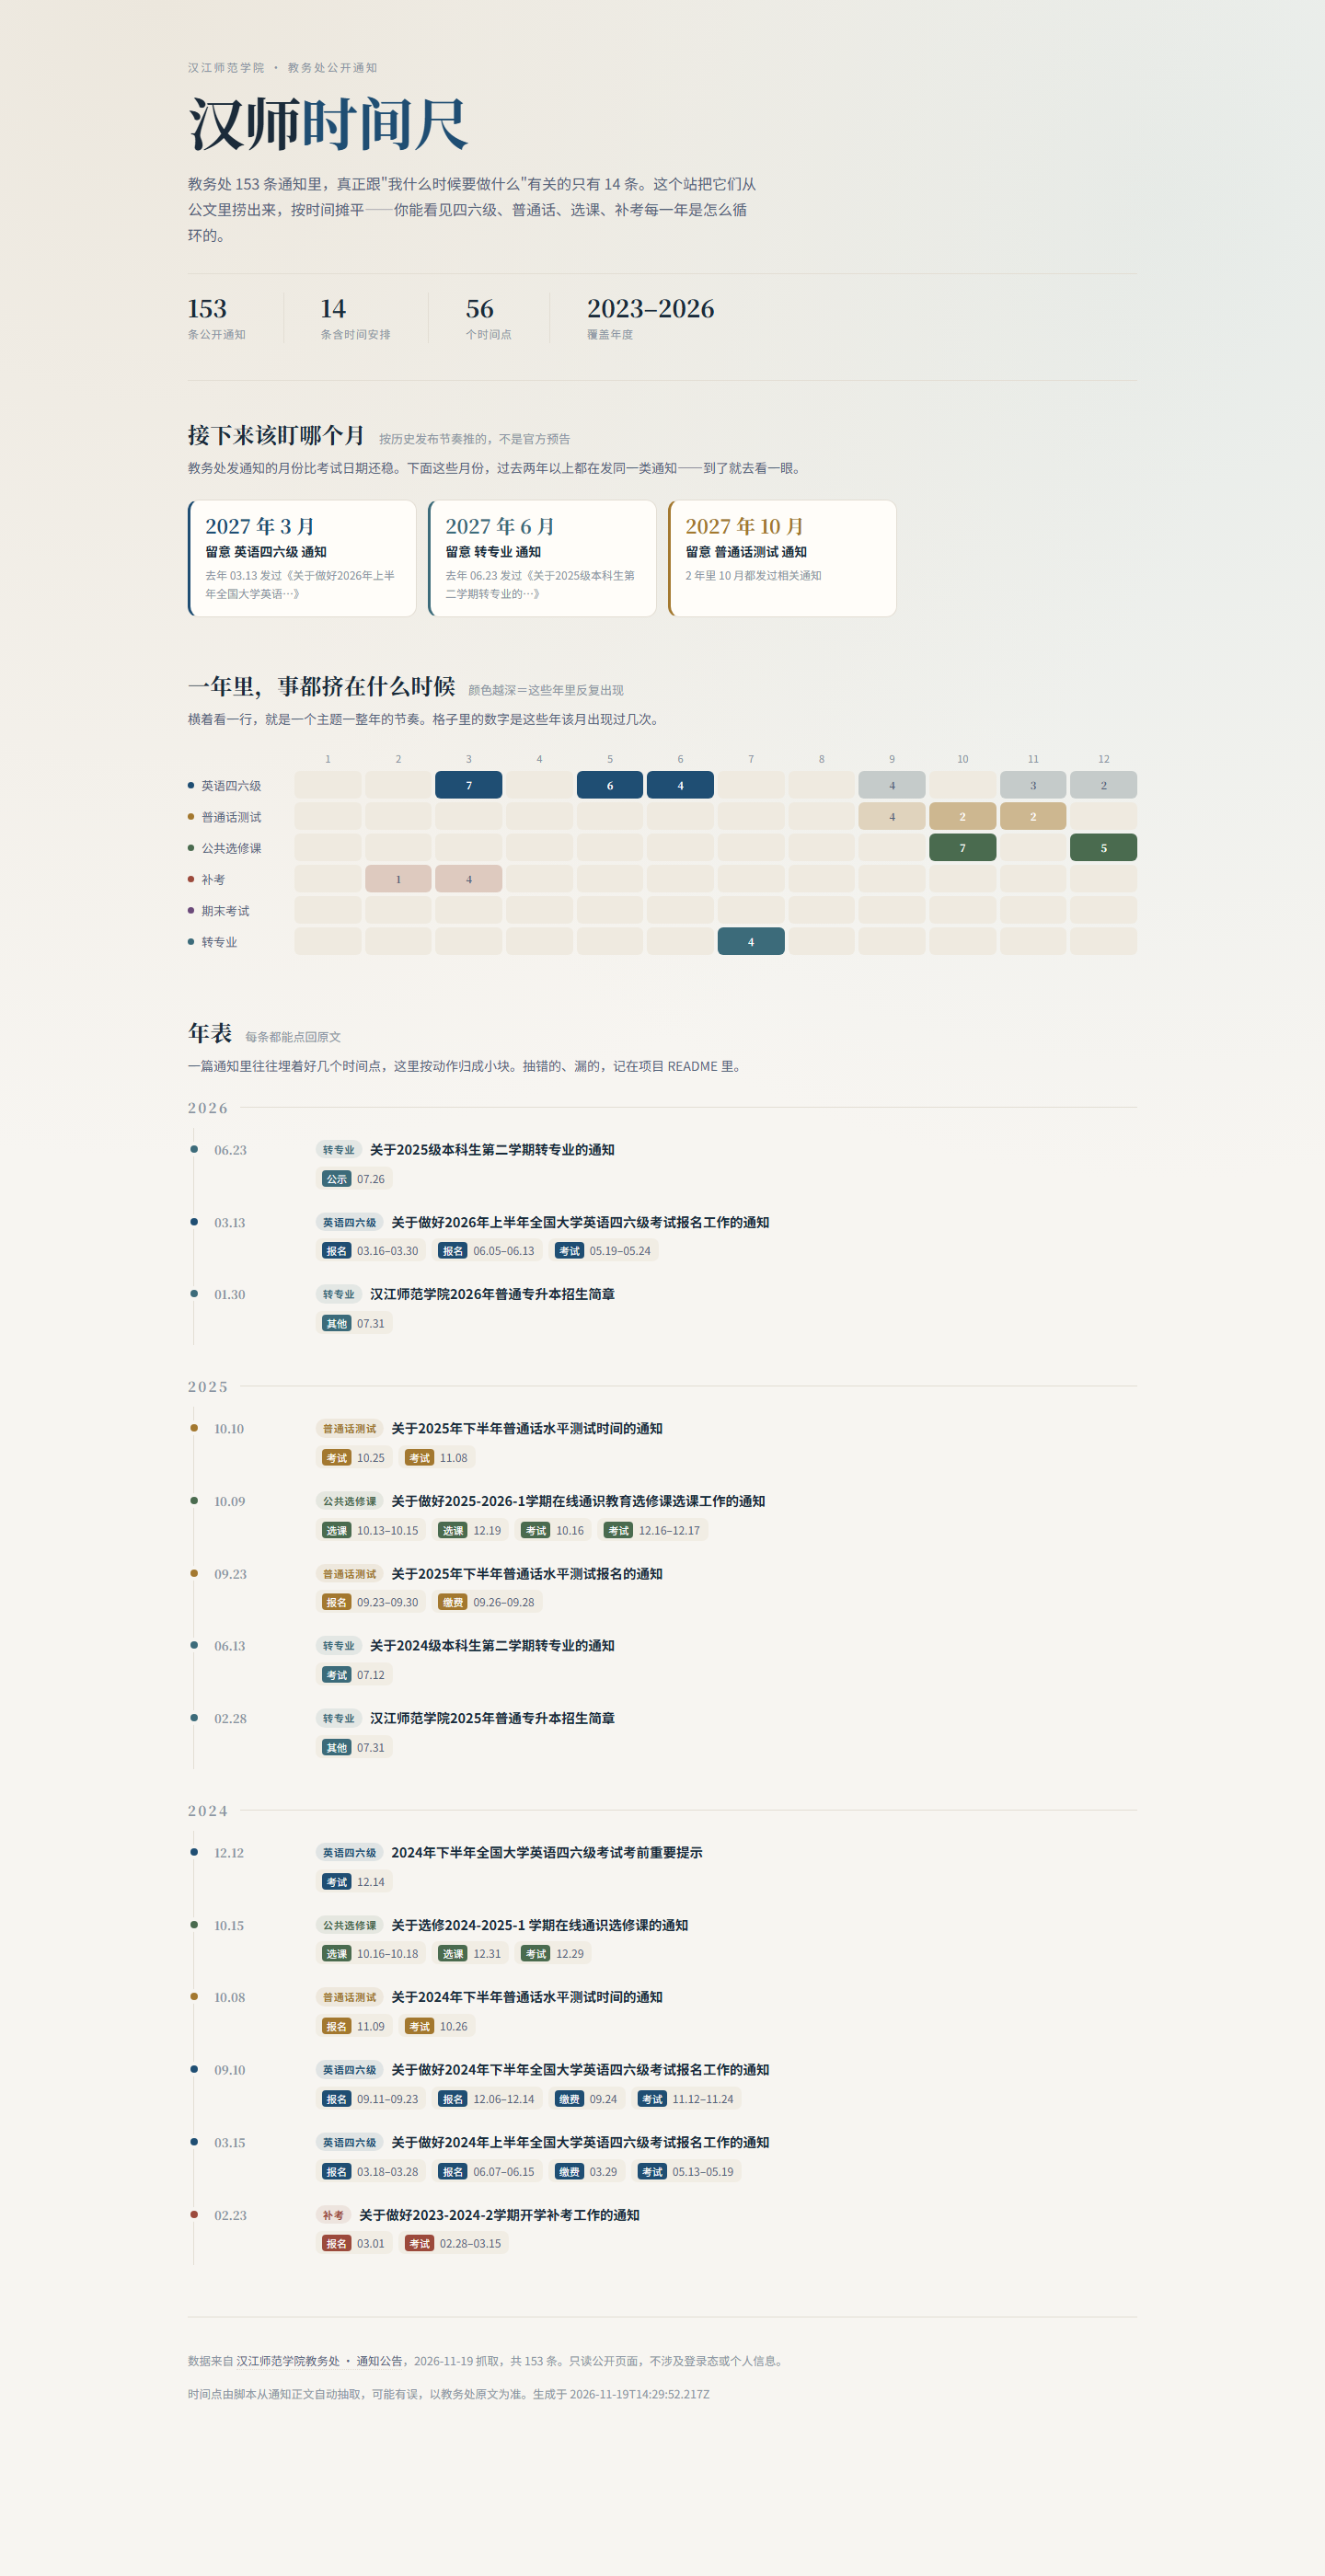 汉江师范学院 · 教务处公开通知
汉师时间尺
教务处 153 条通知里，真正跟"我什么时候要做什么"有关的只有 14 条。这个站把它们从
公文里捞出来，按时间摊平——你能看见四六级、普通话、选课、补考每一年是怎么循
环的。
153 14 56 2023–2026
条公开通知 条含时间安排 个时间点 覆盖年度
接下来该盯哪个月 按历史发布节奏推的，不是官方预告
教务处发通知的月份比考试日期还稳。下面这些月份，过去两年以上都在发同一类通知——到了就去看一眼。
2027 年 3 月
留意 英语四六级 通知
去年 03.13 发过《关于做好2026年上半
年全国大学英语…》
2027 年 6 月
留意 转专业 通知
去年 06.23 发过《关于2025级本科生第
二学期转专业的…》
2027 年 10 月
留意 普通话测试 通知
2 年里 10 月都发过相关通知
一年里，事都挤在什么时候 颜色越深＝这些年里反复出现
横着看一行，就是一个主题一整年的节奏。格子里的数字是这些年该月出现过几次。
1 2 3 4 5 6 7 8 9 10 11 12
英语四六级 7 6 4 4 3 2
普通话测试 4 2 2
公共选修课 7 5
补考 1 4
期末考试
转专业 4
年表 每条都能点回原文
一篇通知里往往埋着好几个时间点，这里按动作归成小块。抽错的、漏的，记在项目 README 里。
2026
06.23 转专业 关于2025级本科生第二学期转专业的通知
公示 07.26
03.13 英语四六级 关于做好2026年上半年全国大学英语四六级考试报名工作的通知
报名 03.16–03.30 报名 06.05–06.13 考试 05.19–05.24
01.30 转专业 汉江师范学院2026年普通专升本招生简章
其他 07.31
2025
10.10 普通话测试 关于2025年下半年普通话水平测试时间的通知
考试 10.25 考试 11.08
10.09 公共选修课 关于做好2025-2026-1学期在线通识教育选修课选课工作的通知
选课 10.13–10.15 选课 12.19 考试 10.16 考试 12.16–12.17
09.23 普通话测试 关于2025年下半年普通话水平测试报名的通知
报名 09.23–09.30 缴费 09.26–09.28
06.13 转专业 关于2024级本科生第二学期转专业的通知
考试 07.12
02.28 转专业 汉江师范学院2025年普通专升本招生简章
其他 07.31
2024
12.12 英语四六级 2024年下半年全国大学英语四六级考试考前重要提示
考试 12.14
10.15 公共选修课 关于选修2024-2025-1 学期在线通识选修课的通知
选课 10.16–10.18 选课 12.31 考试 12.29
10.08 普通话测试 关于2024年下半年普通话水平测试时间的通知
报名 11.09 考试 10.26
09.10 英语四六级 关于做好2024年下半年全国大学英语四六级考试报名工作的通知
报名 09.11–09.23 报名 12.06–12.14 缴费 09.24 考试 11.12–11.24
03.15 英语四六级 关于做好2024年上半年全国大学英语四六级考试报名工作的通知
报名 03.18–03.28 报名 06.07–06.15 缴费 03.29 考试 05.13–05.19
02.23 补考 关于做好2023-2024-2学期开学补考工作的通知
报名 03.01 考试 02.28–03.15
数据来自 汉江师范学院教务处 · 通知公告，2026-11-19 抓取，共 153 条。只读公开页面，不涉及登录态或个人信息。
时间点由脚本从通知正文自动抽取，可能有误，以教务处原文为准。生成于 2026-11-19T14:29:52.217Z